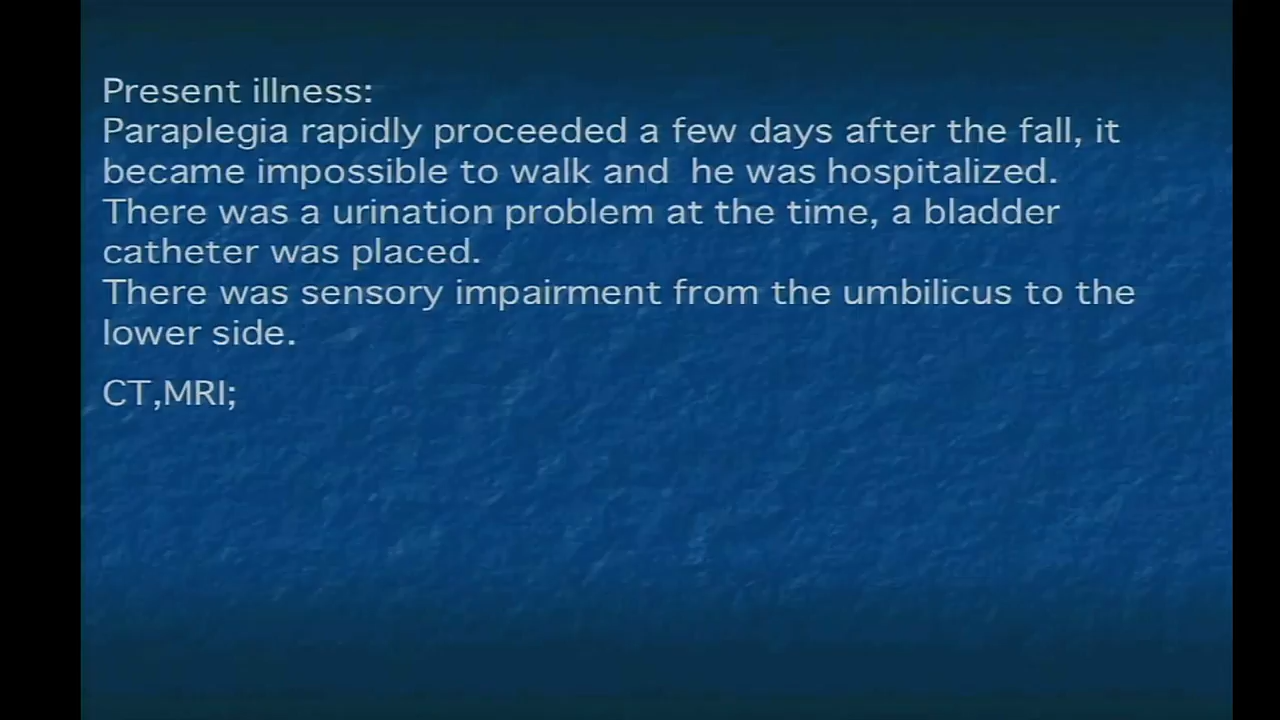 Present illness:
Paraplegia rapidly proceeded a few days after the fall, it
became impossible to walk and  he was hospitalized.
There was a urination problem at the time, a bladder
catheter was placed.
There was sensory impairment from the umbilicus to the
lower side.
CT,MRI;